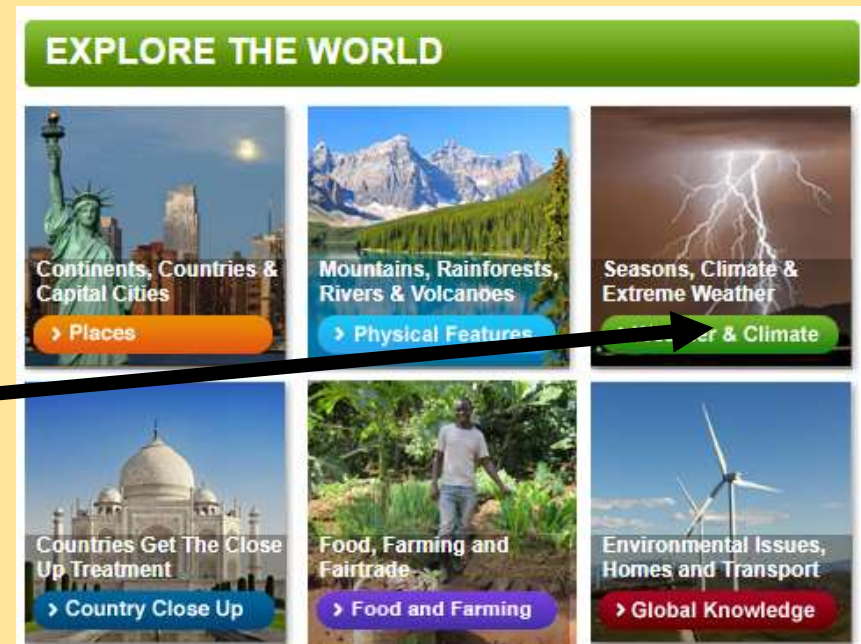 EXPLORE THE WORLD
Continents, Countries &
Capital Cities
> Places
Mountains, Rainforests,
Rivers & Volcanoes
> Physical Features
Seasons, Climate &
Extreme Weather
& Climate
Countries Get The Close
Up Treatment
> Country Close Up
Food, Farming and
Fairtrade
> Food and Farming
Environmental Issues,
Homes and Transport
> Global Knowledge